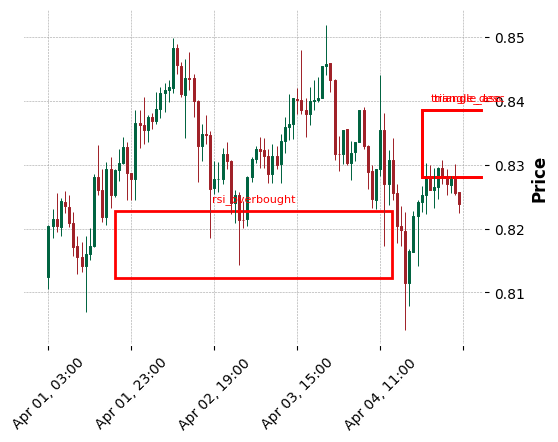 0.85
0.84
0.83
0.82
0.81
Price
rsi_overbought
Apr 01, 03:00
Apr 01, 23:00
Apr 02, 19:00
Apr 03, 15:00
Apr 04, 11:00